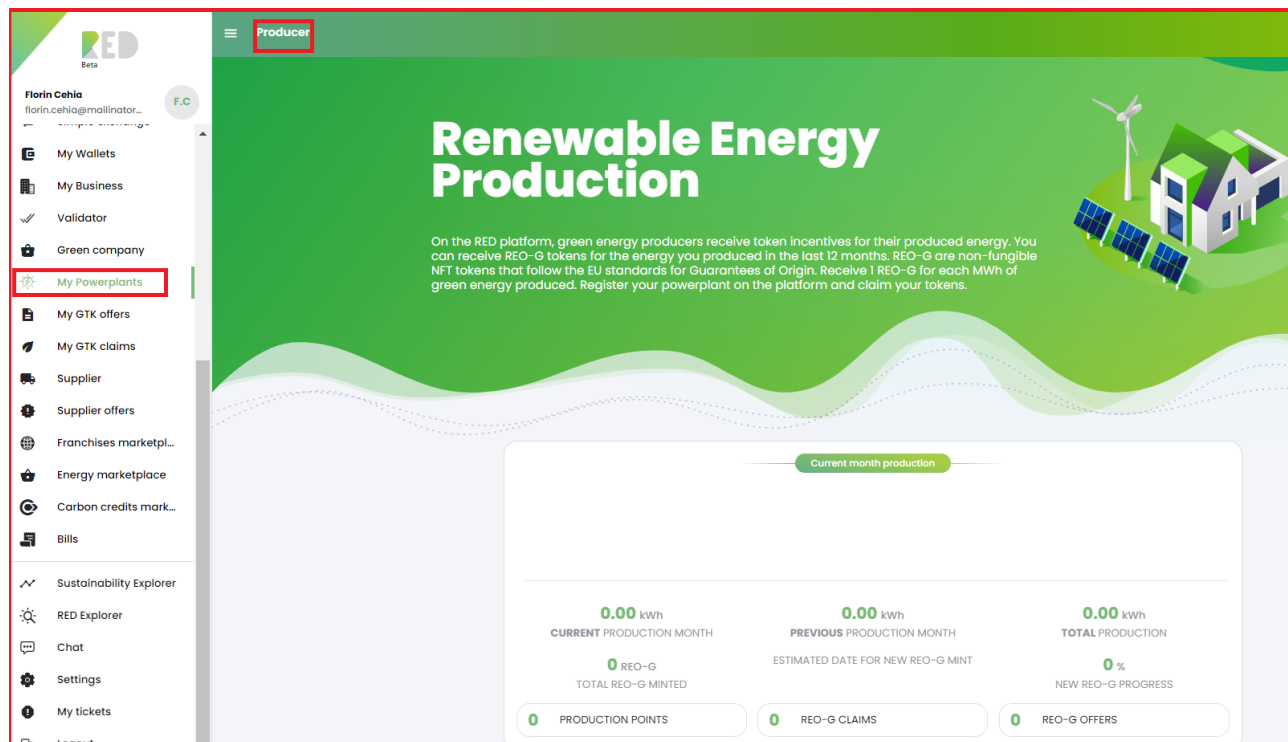 RED
Beta
Florin Cehia
florin.cehia@mailinator...
F.C
My Wallets
My Business
Validator
Green company
My Powerplants
My GTK offers
My GTK claims
Supplier
Supplier offers
Franchises marketpl...
Energy marketplace
Carbon credits mark...
Bills
Sustainability Explorer
RED Explorer
Chat
Settings
My tickets
Producer
Renewable Energy
Production
On the RED platform, green energy producers receive token incentives for their produced energy. You
can receive REO-G tokens for the energy you produced in the last 12 months. REO-G are non-fungible
NFT tokens that follow the EU standards for Guarantees of Origin. Receive 1 REO-G for each MWh of
green energy produced. Register your powerplant on the platform and claim your tokens.
Current month production
0.00 kWh
CURRENT PRODUCTION MONTH
0.00 kWh
PREVIOUS PRODUCTION MONTH
0.00 kWh
TOTAL PRODUCTION
0 REO-G
TOTAL REO-G MINTED
ESTIMATED DATE FOR NEW REO-G MINT
0 %
NEW REO-G PROGRESS
0 PRODUCTION POINTS
0 REO-G CLAIMS
0 REO-G OFFERS